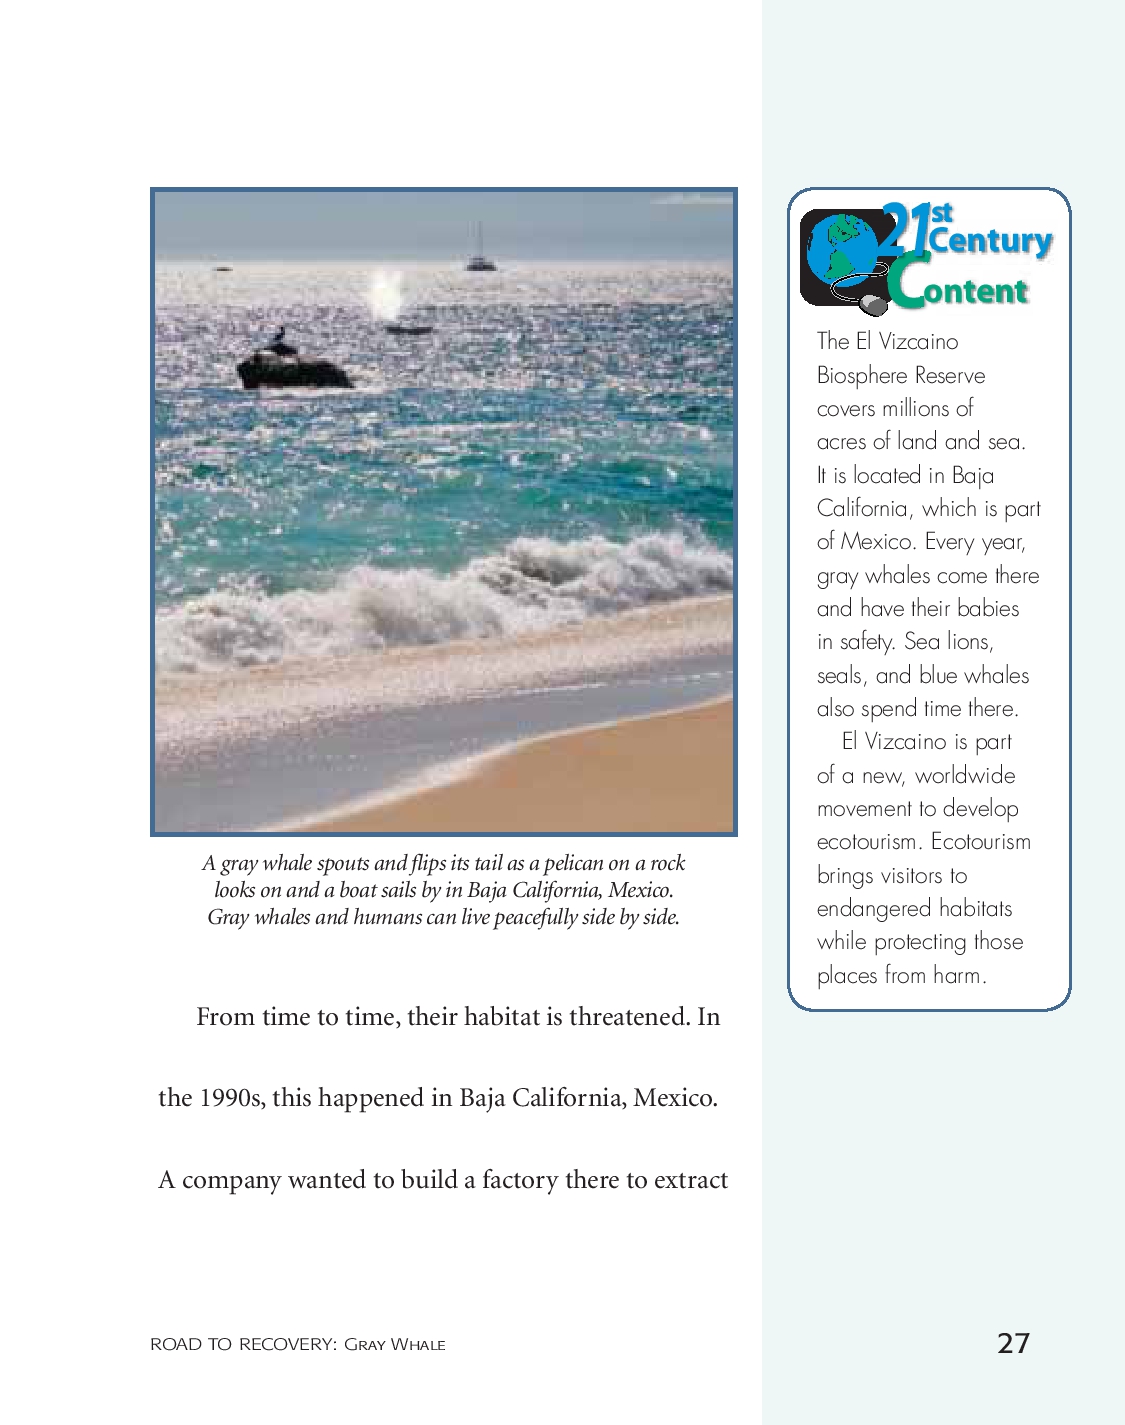 21st
Century
Content
The El Vizcaino
Biosphere Reserve
covers millions of
acres of land and sea.
It is located in Baja
California, which is part
of Mexico. Every year,
gray whales come there
and have their babies
in safety. Sea lions,
seals, and blue whales
also spend time there.
El Vizcaino is part
of a new, worldwide
movement to develop
ecotourism. Ecotourism
brings visitors to
endangered habitats
while protecting those
places from harm.
A gray whale spouts and flips its tail as a pelican on a rock
looks on and a boat sails by in Baja California, Mexico.
Gray whales and humans can live peacefully side by side.
From time to time, their habitat is threatened. In
the 1990s, this happened in Baja California, Mexico.
A company wanted to build a factory there to extract
ROAD TO RECOVERY: GRAY WHALE
27